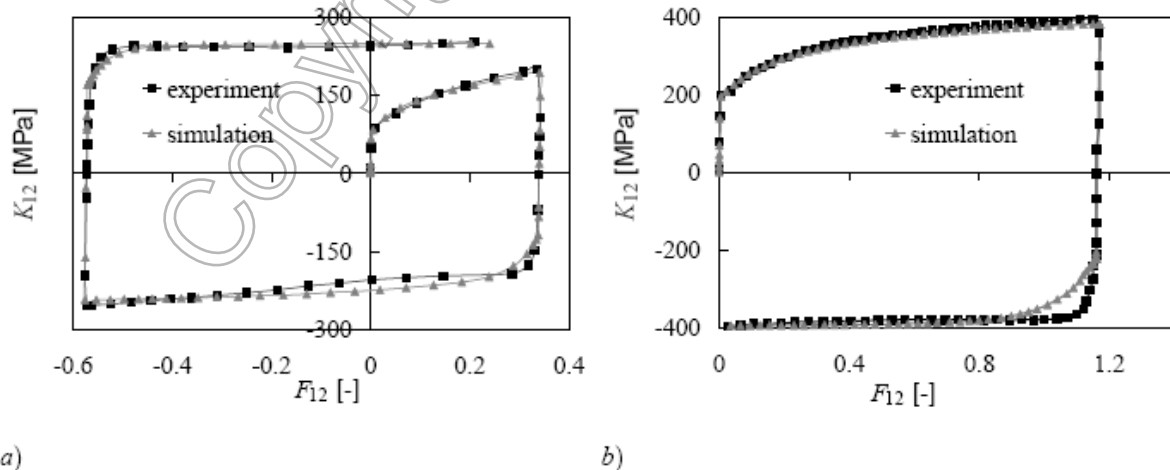 300
150
0
-150
-300
K12 [MPa]
experiment
simulation
-0.6 -0.4 -0.2 0 0.2 0.4
F12 [-]
a)
400
200
0
-200
-400
K12 [MPa]
experiment
simulation
0 0.4 0.8 1.2
F12 [-]
b)
Copy